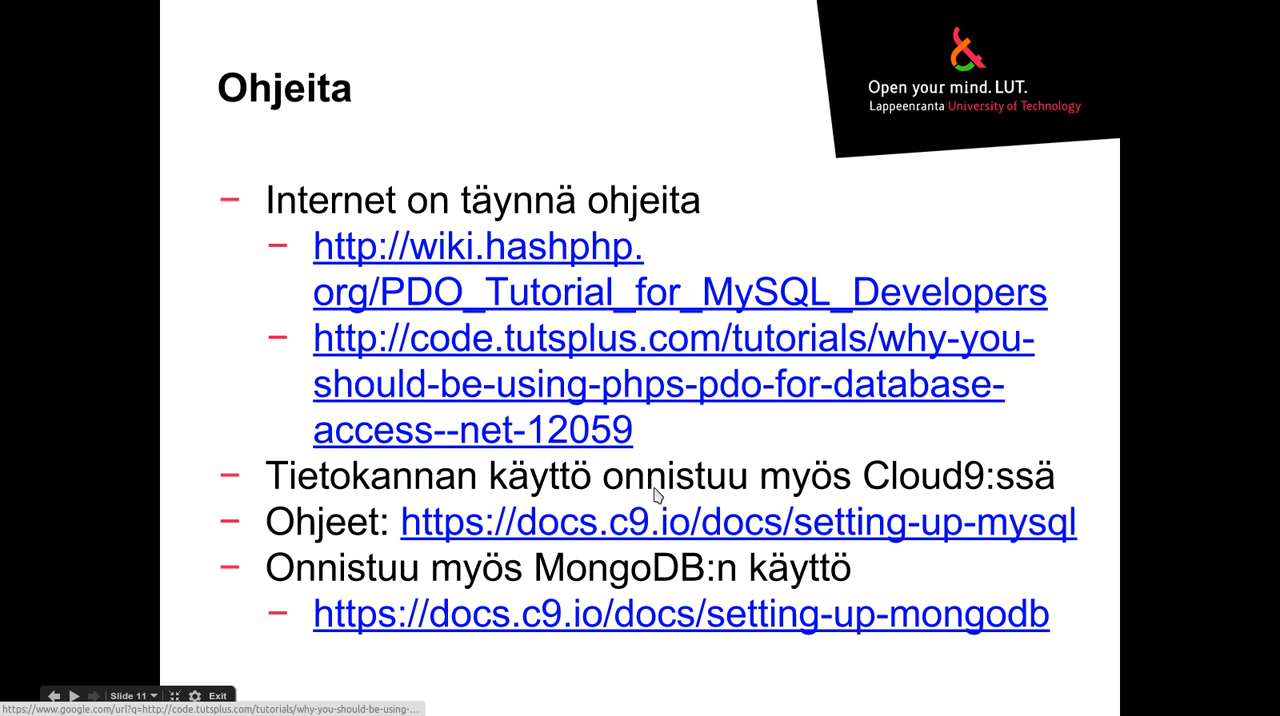 Ohjeita
Open your mind. LUT.
Lappeenranta University of Technology
– Internet on täynnä ohjeita
– http://wiki.hashphp.
org/PDO_Tutorial_for_MySQL_Developers
– http://code.tutsplus.com/tutorials/why-you-
should-be-using-phps-pdo-for-database-
access--net-12059
– Tietokannan käyttö onnistuu myös Cloud9:ssä
– Ohjeet: https://docs.c9.io/docs/setting-up-mysql
– Onnistuu myös MongoDB:n käyttö
– https://docs.c9.io/docs/setting-up-mongodb
Slide 11 Exit
https://www.google.com/url?q=http://code.tutsplus.com/tutorials/why-you-should-be-using-...